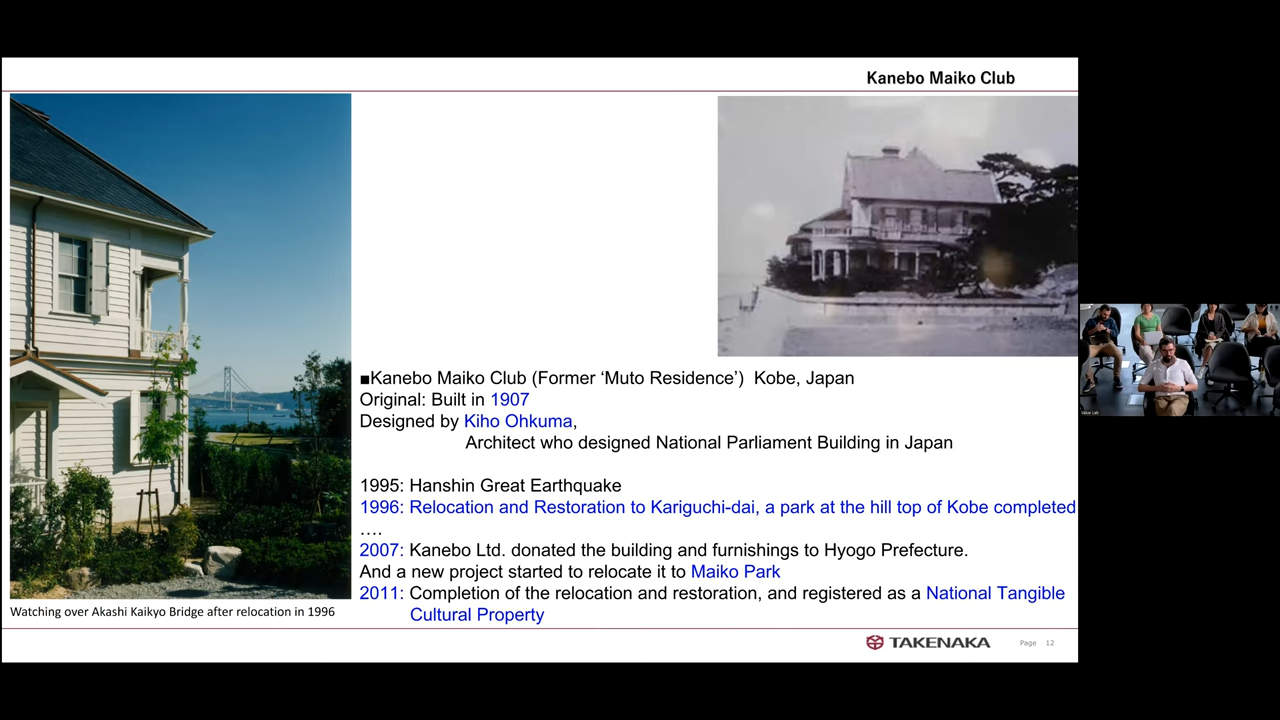 Kanebo Maiko Club
■Kanebo Maiko Club (Former ‘Muto Residence’)  Kobe, Japan
Original: Built in 1907
Designed by Kiho Ohkuma,
Architect who designed National Parliament Building in Japan
1995: Hanshin Great Earthquake
1996: Relocation and Restoration to Kariguchi-dai, a park at the hill top of Kobe completed
....
2007: Kanebo Ltd. donated the building and furnishings to Hyogo Prefecture.
And a new project started to relocate it to Maiko Park
2011: Completion of the relocation and restoration, and registered as a National Tangible
Cultural Property
Watching over Akashi Kaikyo Bridge after relocation in 1996
TAKENAKA
Page 12
Value Lab